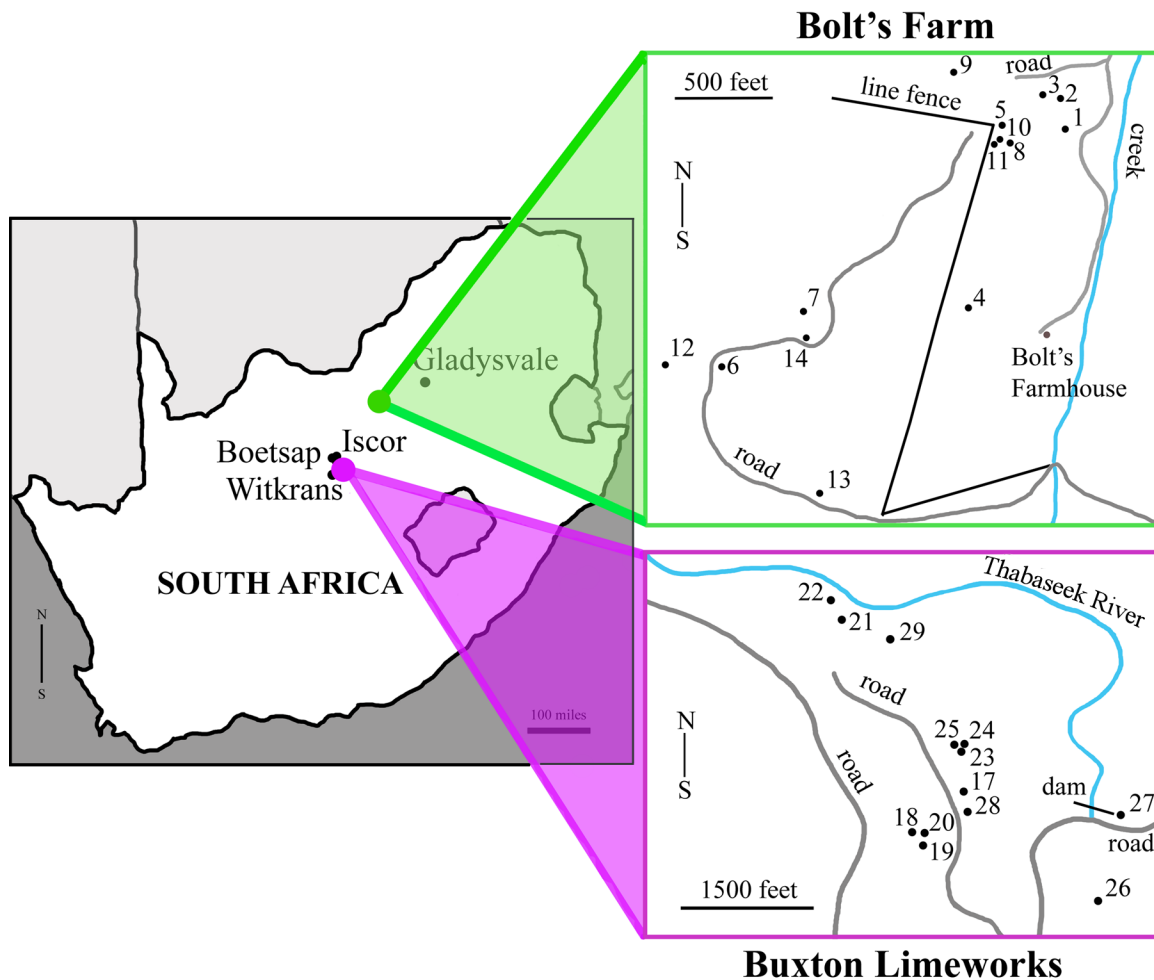 Bolt's Farm
500 feet
9
road
3
2
line fence
5
10
1
11
8
creek
N
S
7
4
14
12
6
Bolt's
Farmhouse
road
13
Gladysvale
Boetsap
Iscor
Witkrans
SOUTH AFRICA
N
S
100 miles
Thabaseek River
22
21
29
road
N
S
road
25
24
23
17
dam
27
28
18
20
19
road
1500 feet
26
Buxton Limeworks